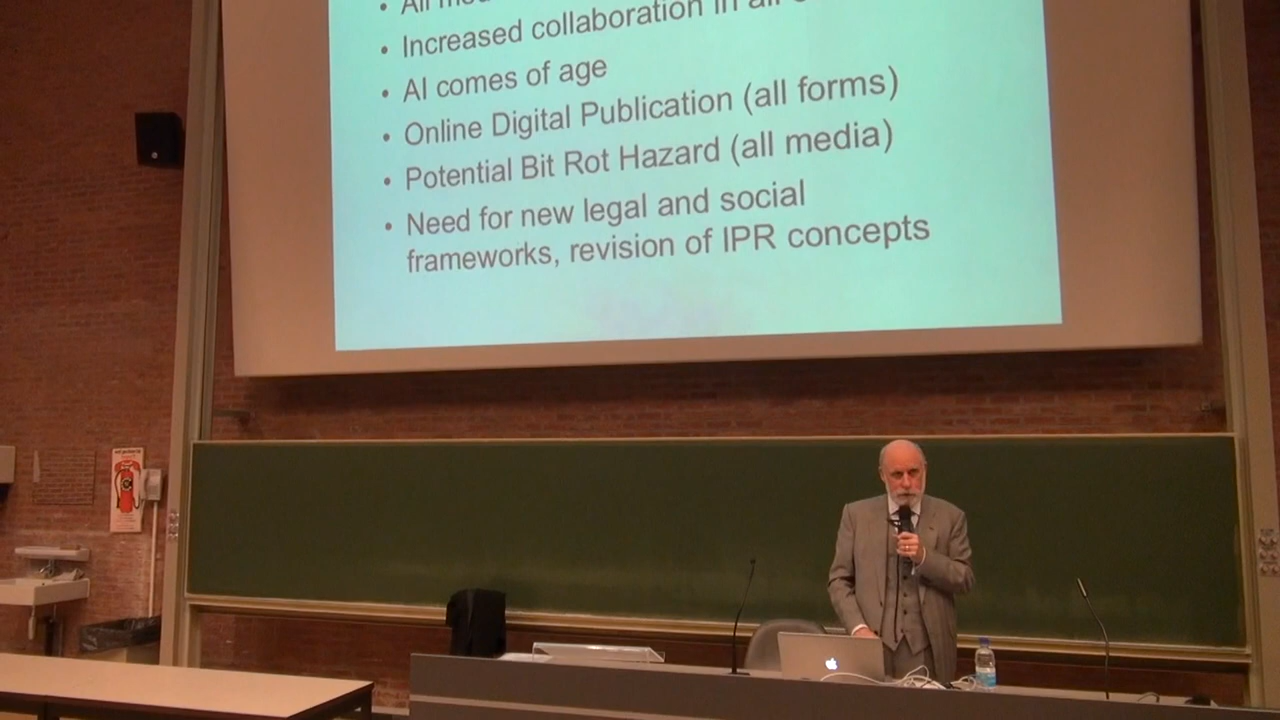 • All
• Increased collaboration in all
• AI comes of age
• Online Digital Publication (all forms)
• Potential Bit Rot Hazard (all media)
• Need for new legal and social
frameworks, revision of IPR concepts